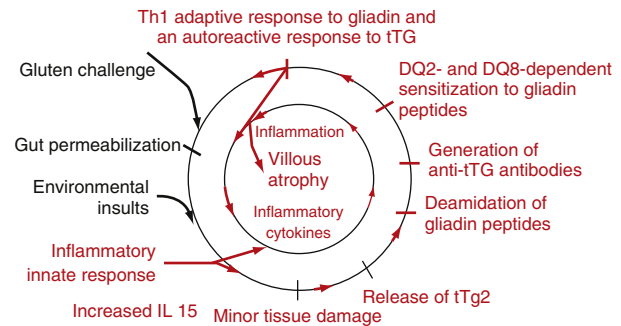 Th1 adaptive response to gliadin and
an autoreactive response to tTG
Gluten challenge
DQ2- and DQ8-dependent
sensitization to gliadin
peptides
Gut permeabilization
Inflammation
Villous
atrophy
Generation of
anti-tTG antibodies
Environmental
insults
Inflammatory
cytokines
Deamidation of
gliadin peptides
Inflammatory
innate response
Increased IL 15
Minor tissue damage
Release of tTg2